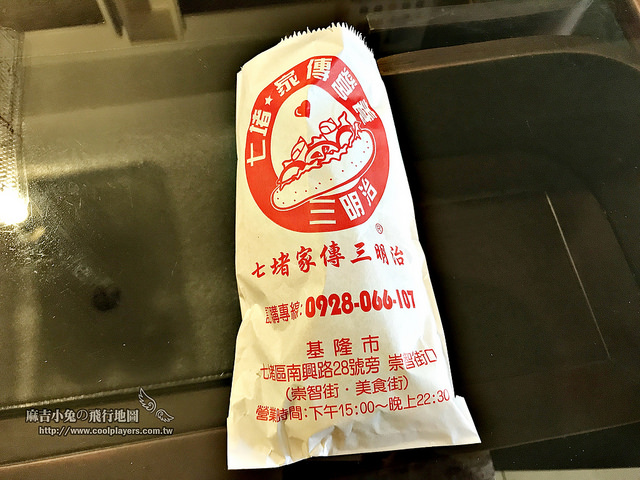 七堵★家傳營養
三明治
®
七堵家傳三明治
訂購專線:0928-066-107
基隆市
七堵區南興路28號旁 崇智街口
(崇智街・美食街)
營業時間:下午15:00～晚上22:30
麻吉小兔の飛行地圖
http://www.coolplayers.com.tw